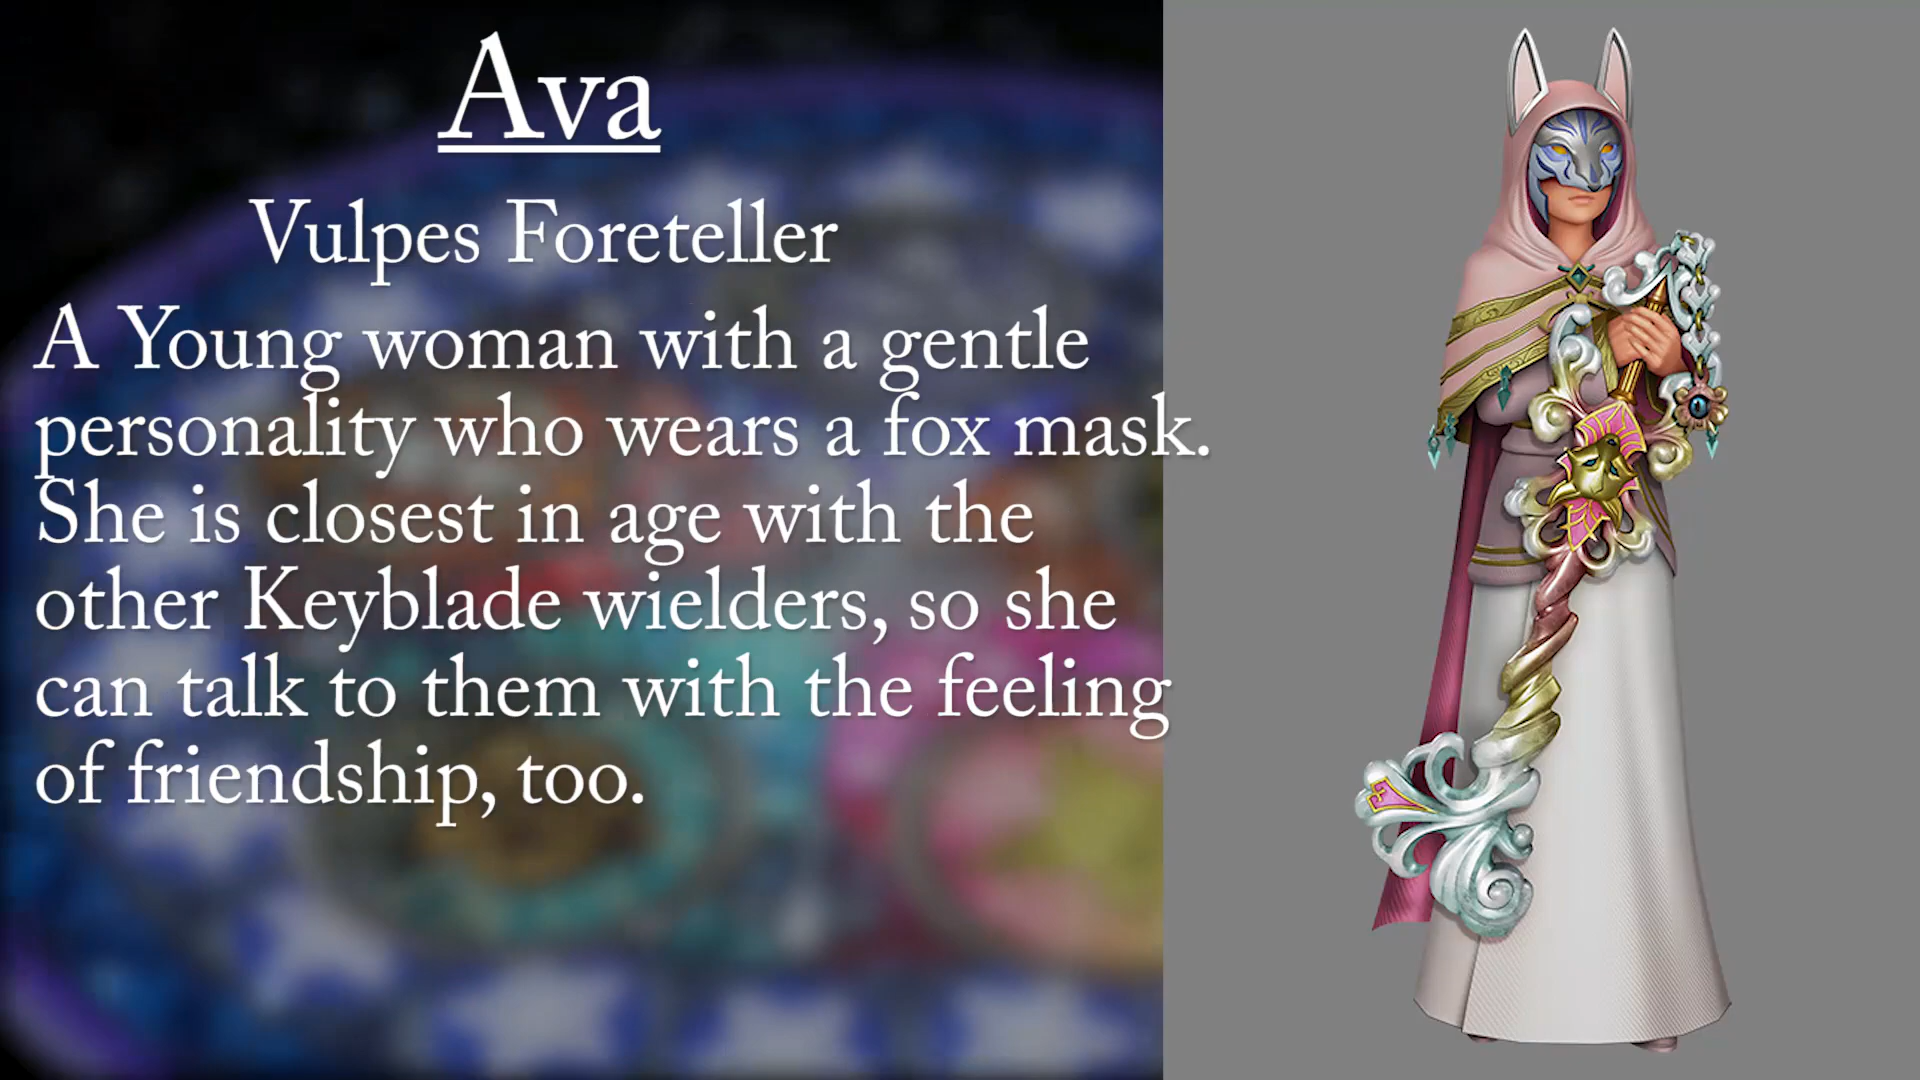 Ava
Vulpes Foreteller
A Young woman with a gentle
personality who wears a fox mask.
She is closest in age with the
other Keyblade wielders, so she
can talk to them with the feeling
of friendship, too.